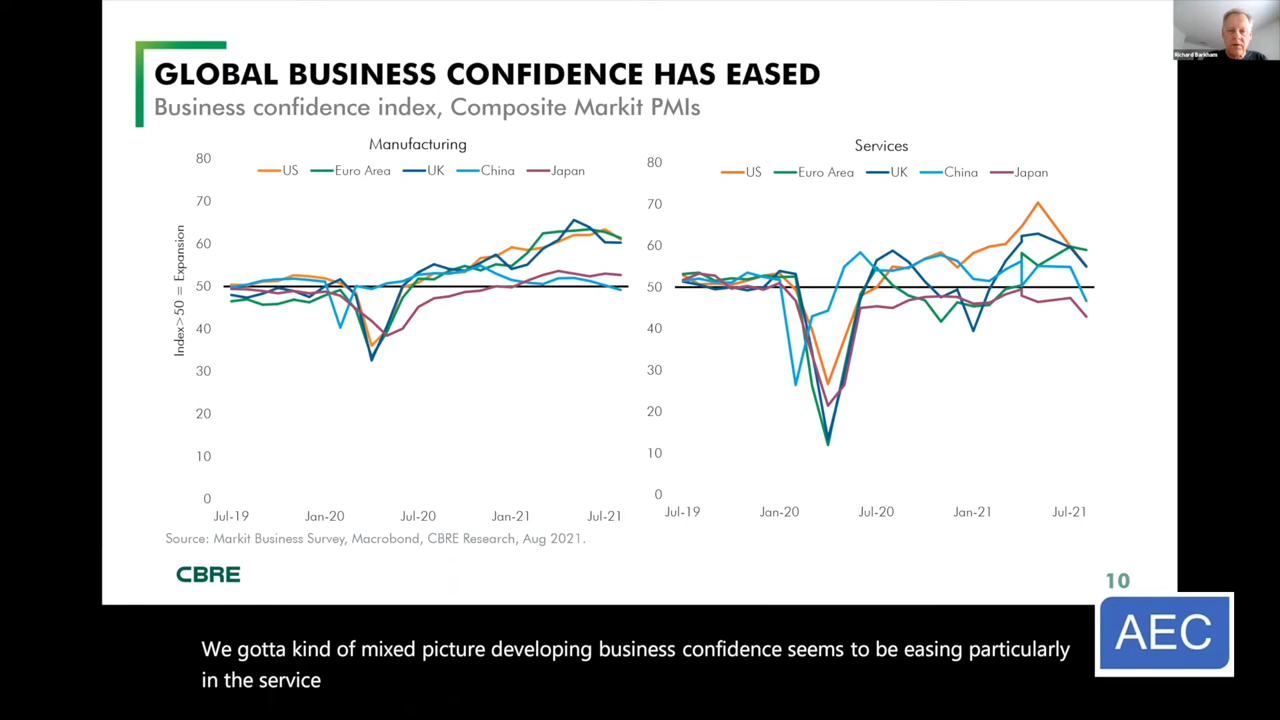 Richard Barkham
GLOBAL BUSINESS CONFIDENCE HAS EASED
Business confidence index, Composite Markit PMIs
Manufacturing
US Euro Area UK China Japan
Index>50 = Expansion
80
70
60
50
40
30
20
10
0
Jul-19 Jan-20 Jul-20 Jan-21 Jul-21
Services
US Euro Area UK China Japan
80
70
60
50
40
30
20
10
0
Jul-19 Jan-20 Jul-20 Jan-21 Jul-21
Source: Markit Business Survey, Macrobond, CBRE Research, Aug 2021.
CBRE
10
AEC
We gotta kind of mixed picture developing business confidence seems to be easing particularly
in the service